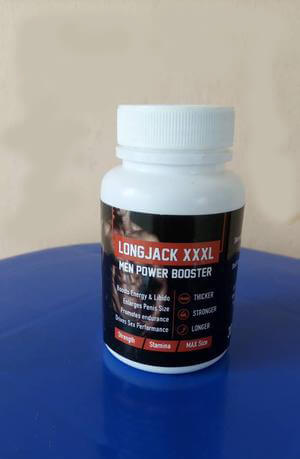 LONGJACK XXXL
MEN POWER BOOSTER
Boosts Energy & Libido
Enlarges Penis Size
Promotes endurance
Drives Sex Performance
THICKER
STRONGER
LONGER
Strength Stamina MAX Size